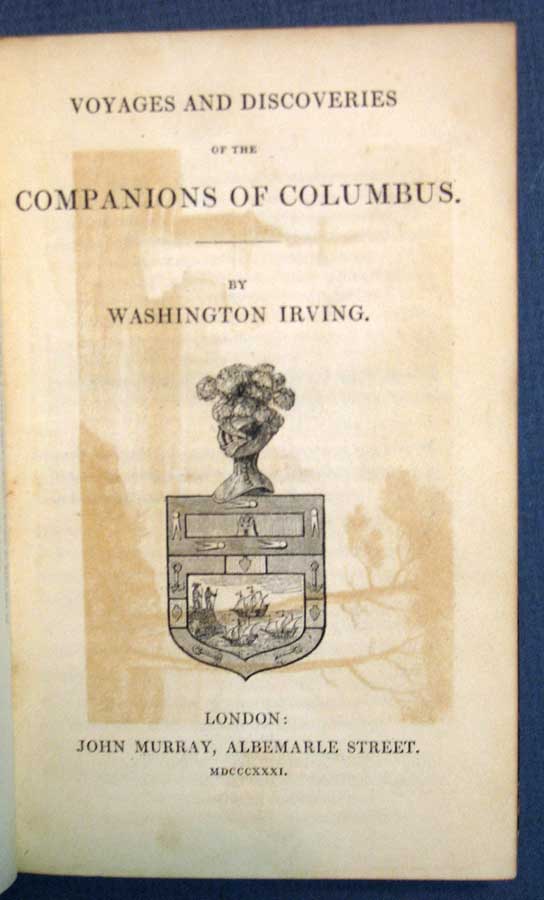 VOYAGES AND DISCOVERIES
OF THE
COMPANIONS OF COLUMBUS.
BY
WASHINGTON IRVING.
LONDON:
JOHN MURRAY, ALBEMARLE STREET.
MDCCCXXXI.